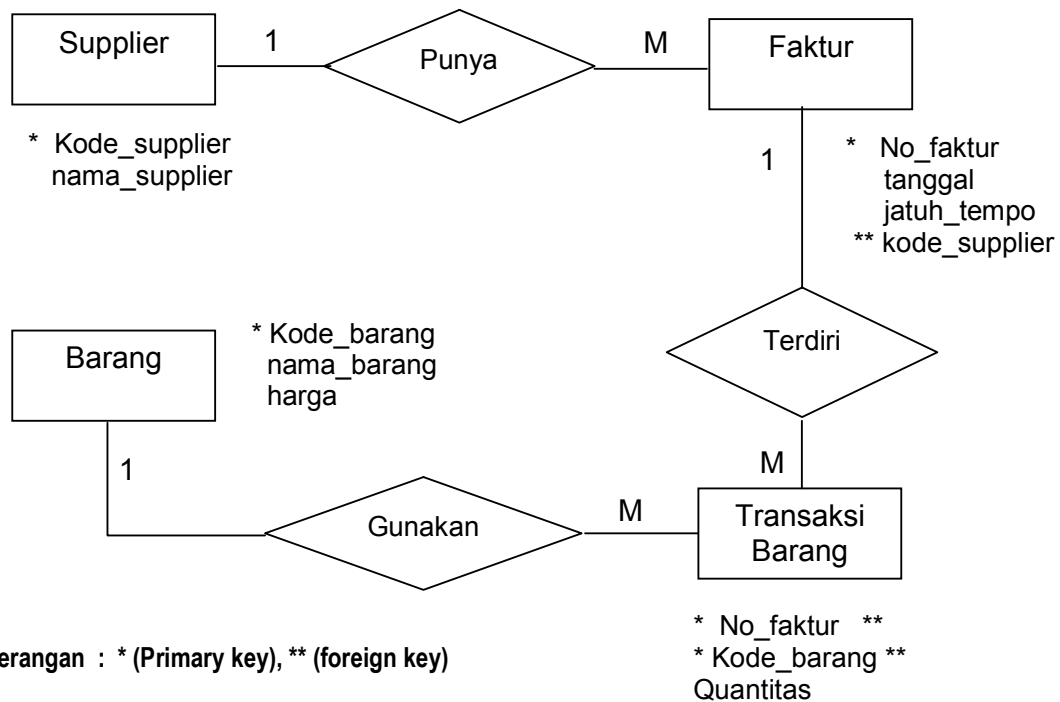 Supplier
1
Punya
M
Faktur
* Kode_supplier
nama_supplier
1
* No_faktur
tanggal
jatuh_tempo
** kode_supplier
Barang
* Kode_barang
nama_barang
harga
Terdiri
1
M
Gunakan
M
Transaksi
Barang
* No_faktur **
* Kode_barang **
Quantitas
erangan : * (Primary key), ** (foreign key)